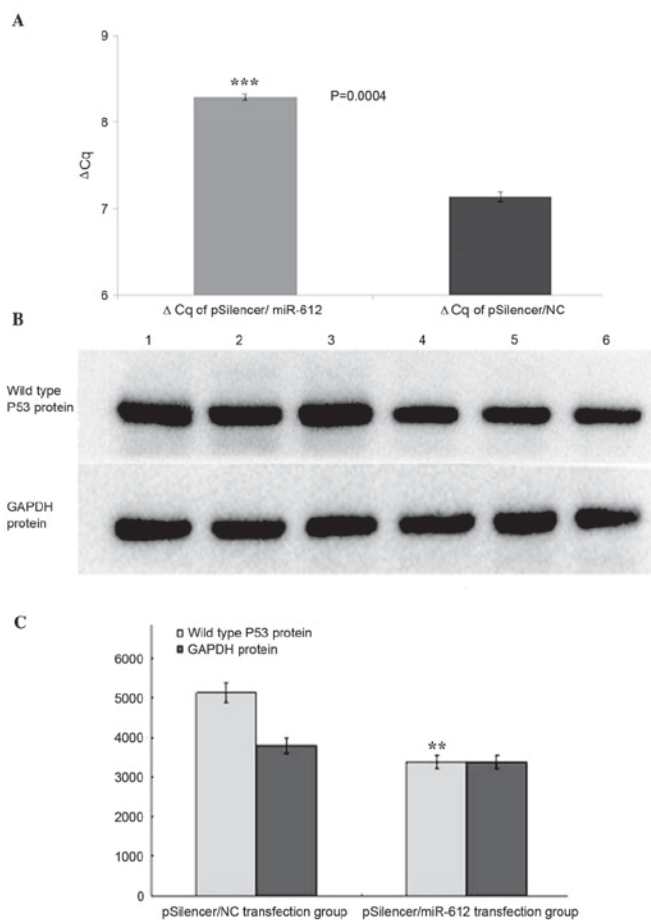 A
9
8
7
6
ΔCq
***
P=0.0004
Δ Cq of pSilencer/ miR-612
Δ Cq of pSilencer/NC
B
1 2 3 4 5 6
Wild type
P53 protein
GAPDH
protein
C
Wild type P53 protein
GAPDH protein
6000
5000
4000
3000
2000
1000
0
**
pSilencer/NC transfection group
pSilencer/miR-612 transfection group